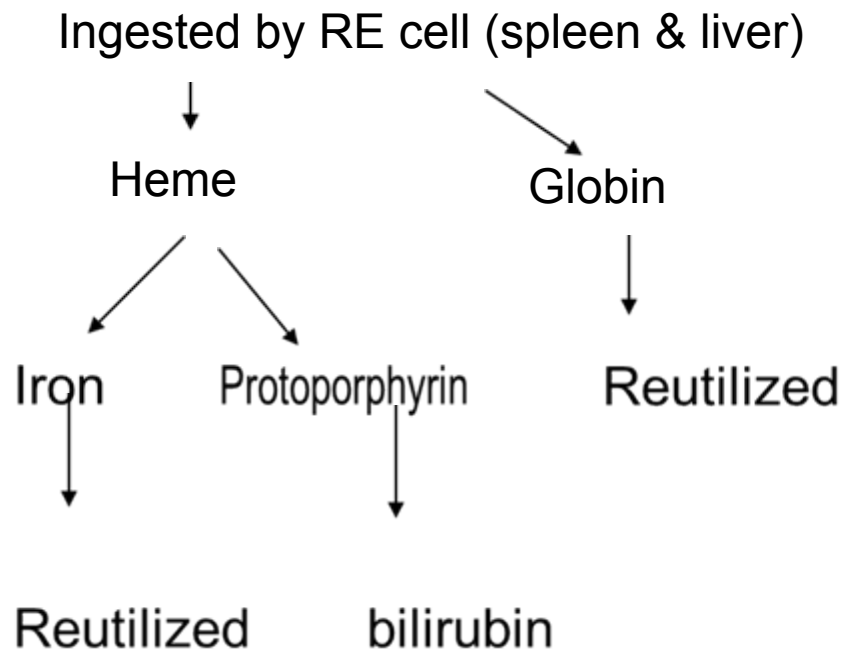 Ingested by RE cell (spleen & liver)
Heme
Globin
Iron
Protoporphyrin
Reutilized
Reutilized
bilirubin